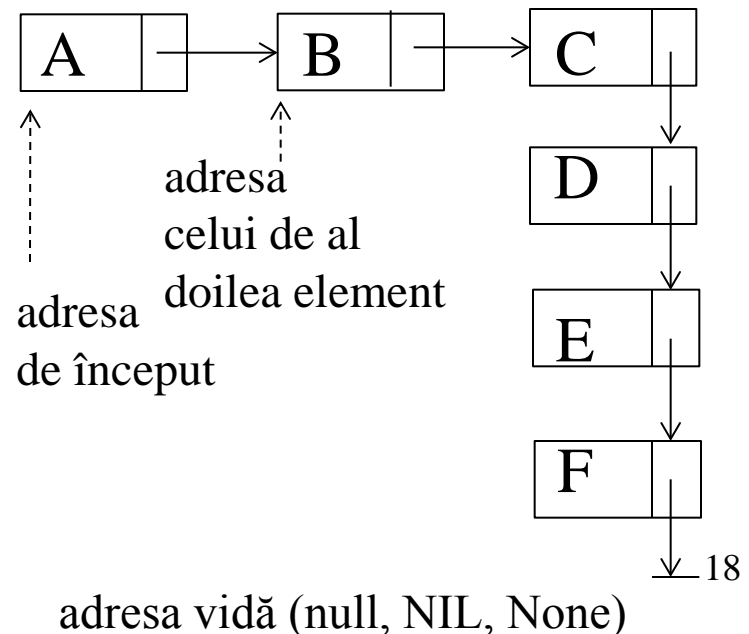 A
B
C
D
adresa
celui de al
doilea element
adresa
de început
E
F
18
adresa vidă (null, NIL, None)